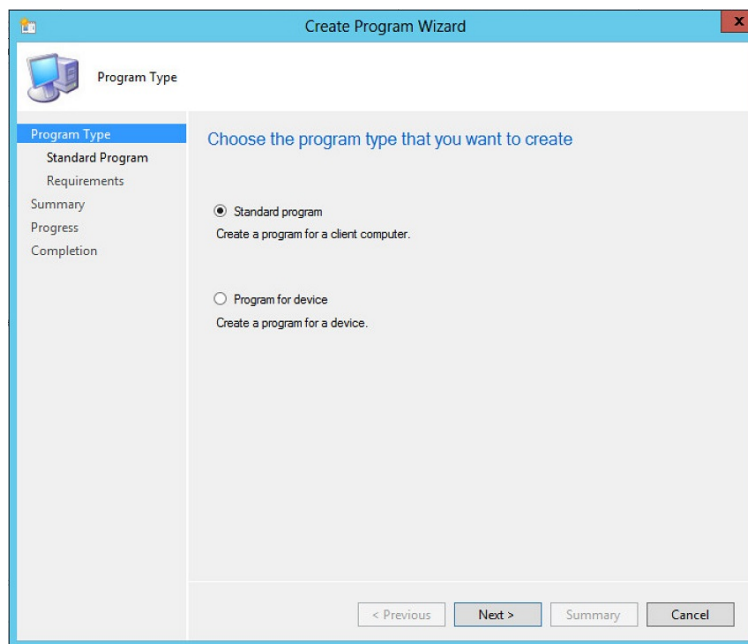 Create Program Wizard
x
Program Type
Program Type
Standard Program
Requirements
Summary
Progress
Completion
Choose the program type that you want to create
Standard program
Create a program for a client computer.
Program for device
Create a program for a device.
< Previous
Next >
Summary
Cancel